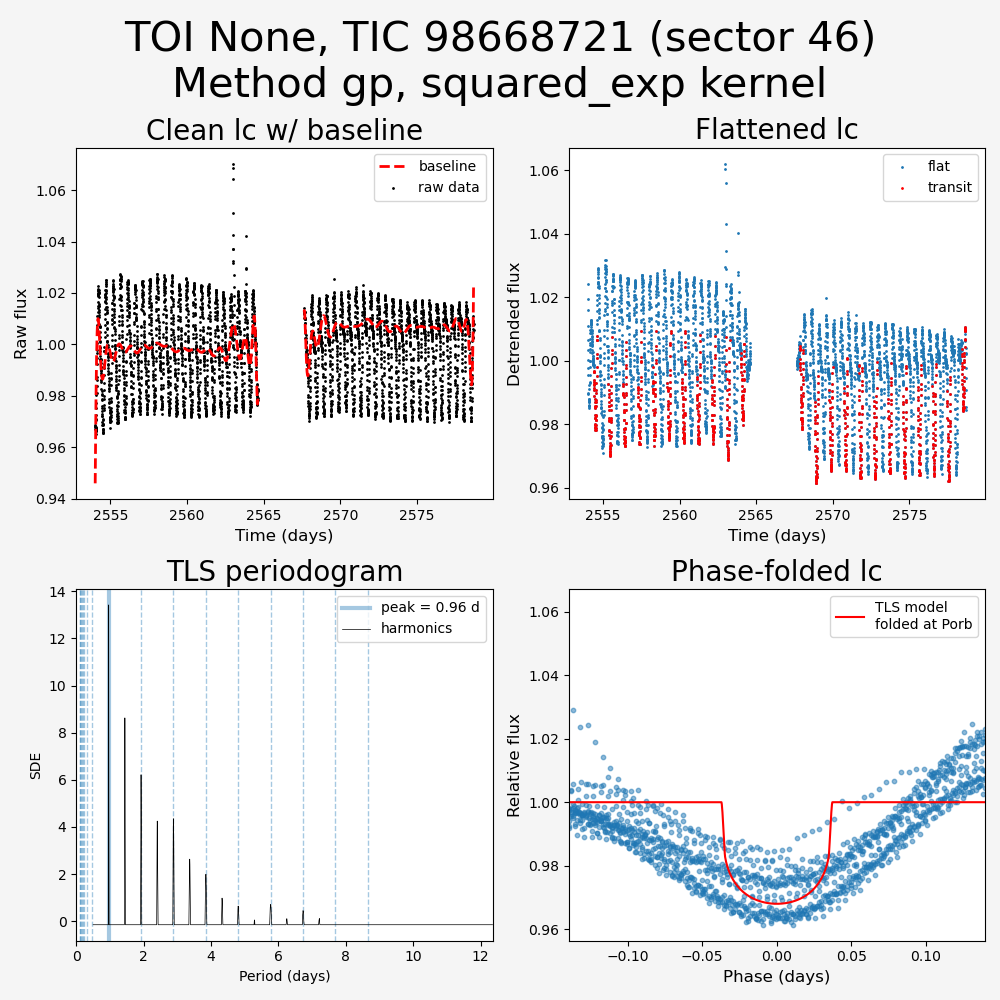 TOI None, TIC 98668721 (sector 46)
Method gp, squared_exp kernel
Clean lc w/ baseline
Flattened lc
baseline
raw data
flat
transit
1.06
1.04
1.02
1.00
0.98
0.96
0.94
Raw flux
2555
2560
2565
2570
2575
Time (days)
1.06
1.04
1.02
1.00
0.98
0.96
Detrended flux
2555
2560
2565
2570
2575
Time (days)
TLS periodogram
Phase-folded lc
peak = 0.96 d
harmonics
TLS model
folded at Porb
14
12
10
8
6
4
2
0
SDE
0
2
4
6
8
10
12
Period (days)
1.06
1.04
1.02
1.00
0.98
0.96
Relative flux
−0.10
−0.05
0.00
0.05
0.10
Phase (days)